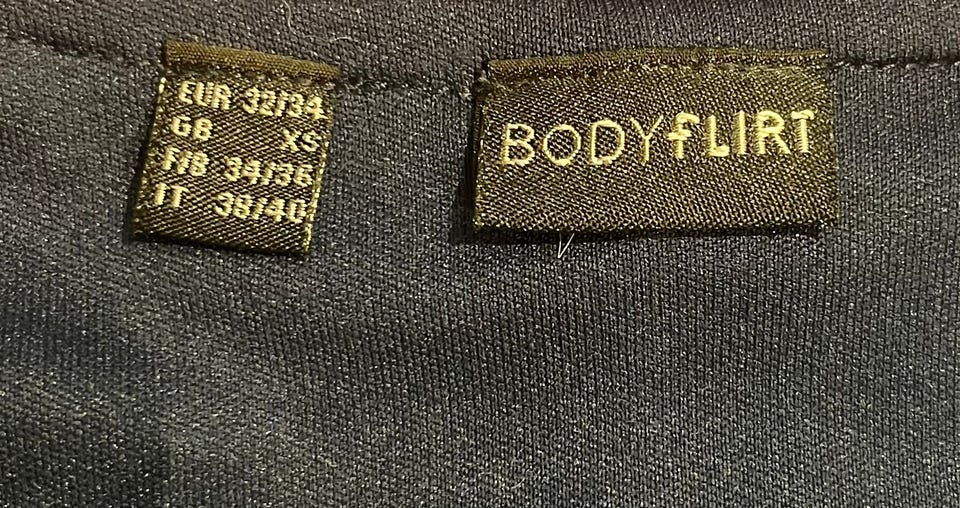 EUR 32/34
GB XS
F/B 34/36
IT 38/40
BODYfLIRT